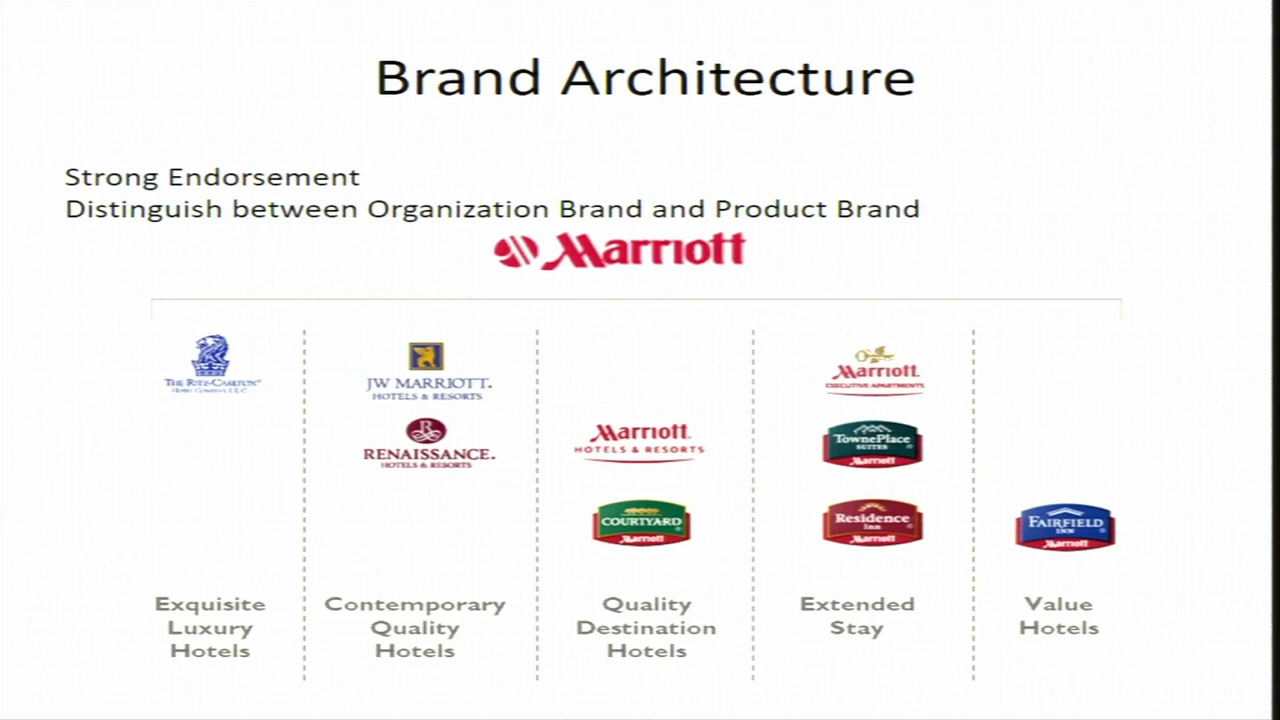 Brand Architecture
Strong Endorsement
Distinguish between Organization Brand and Product Brand
Marriott
THE RITZ-CARLTON®
HOTEL COMPANY, L.L.C.
JW MARRIOTT.
HOTELS & RESORTS
RENAISSANCE.
HOTELS & RESORTS
Marriott.
HOTELS & RESORTS
COURTYARD®
Marriott
Marriott.
EXECUTIVE APARTMENTS
TownePlace
SUITES®
Marriott
Residence
Inn®
Marriott
FAIRFIELD
INN®
Marriott
Exquisite
Luxury
Hotels
Contemporary
Quality
Hotels
Quality
Destination
Hotels
Extended
Stay
Value
Hotels